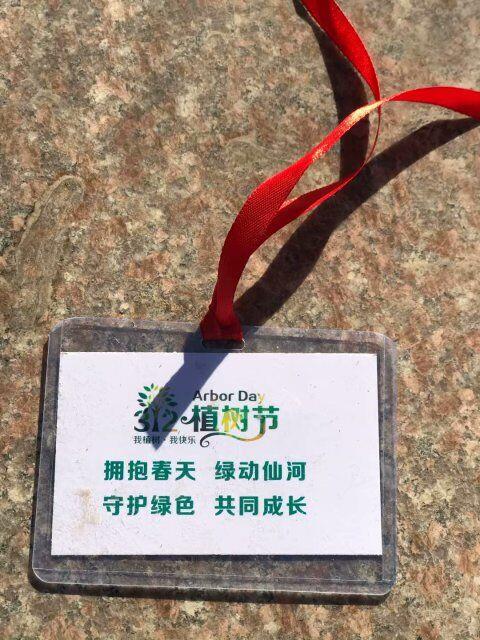 Arbor Day
312·植树节
我植树·我快乐
拥抱春天 绿动仙河
守护绿色 共同成长